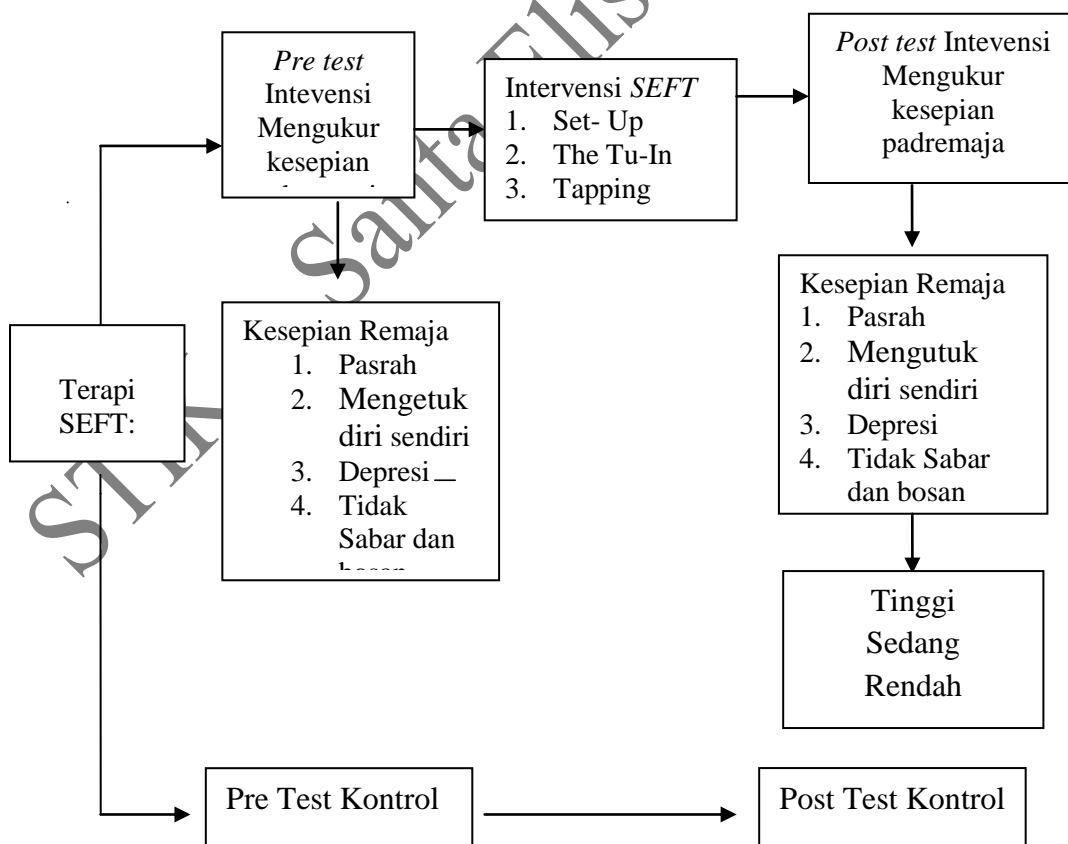 Pre test
Intevensi
Mengukur
kesepian
Intervensi SEFT
1. Set- Up
2. The Tu-In
3. Tapping
Post test Intevensi
Mengukur
kesepian
padremaja
Terapi
SEFT:
Kesepian Remaja
1. Pasrah
2. Mengetuk
diri sendiri
3. Depresi
4. Tidak
Sabar dan
Kesepian Remaja
1. Pasrah
2. Mengutuk
diri sendiri
3. Depresi
4. Tidak Sabar
dan bosan
Tinggi
Sedang
Rendah
Pre Test Kontrol
Post Test Kontrol
Santa